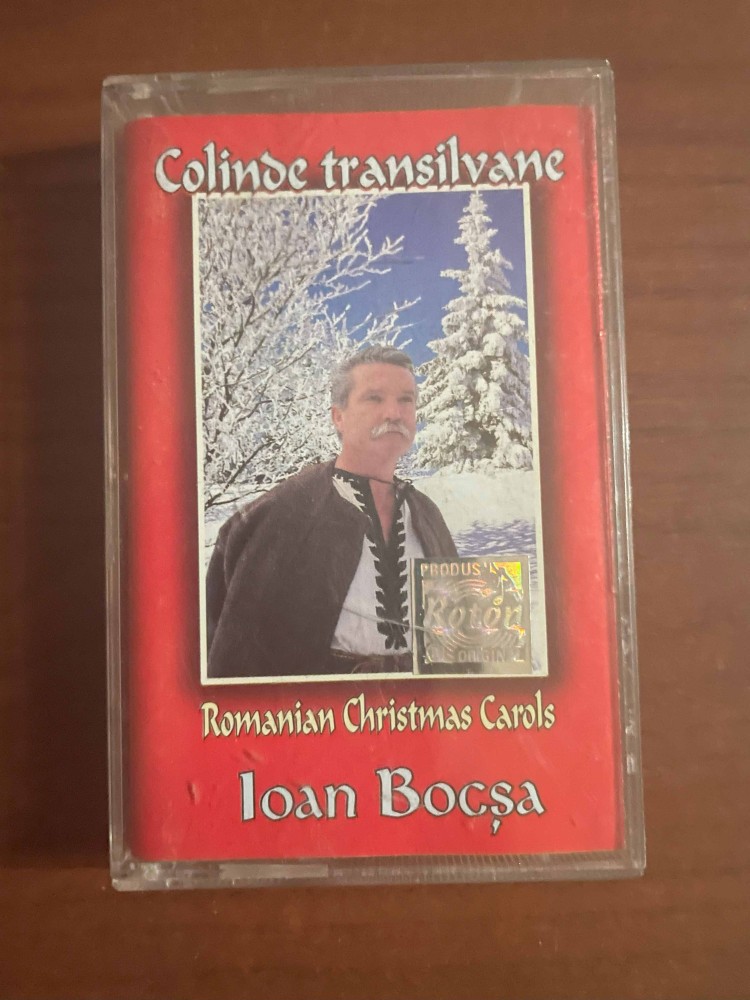 Colinde transilvane
PRODUS
Roton
ORIGINAL
Romanian Christmas Carols
Ioan Bocșa